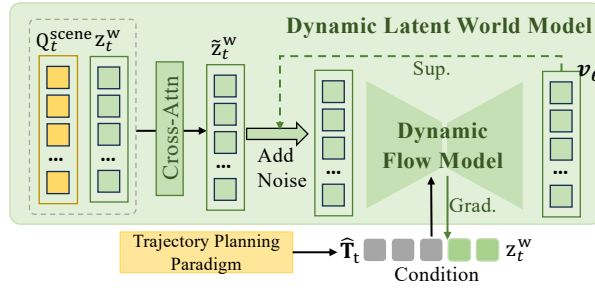 Dynamic Latent World Model
Q_t^scene z_t^w
z̃_t^w
Sup.
v_θ
Cross-Attn
Add
Noise
Dynamic
Flow Model
...
...
...
...
...
Grad.
Trajectory Planning
Paradigm
T̂_t
z_t^w
Condition